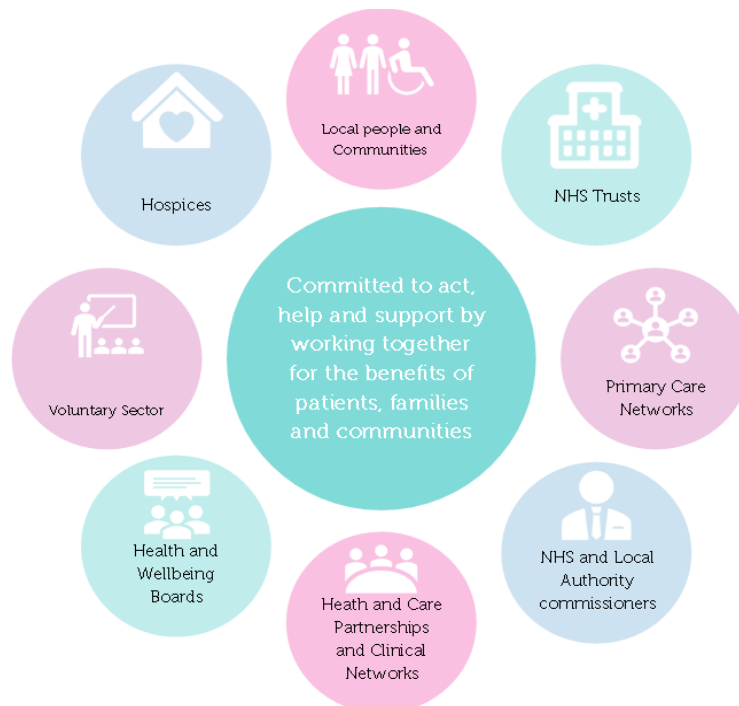 Local people and
Communities
NHS Trusts
Primary Care
Networks
NHS and Local
Authority
commissioners
Heath and Care
Partnerships
and Clinical
Networks
Health and
Wellbeing
Boards
Voluntary Sector
Hospices
Committed to act,
help and support by
working together
for the benefits of
patients, families
and communities